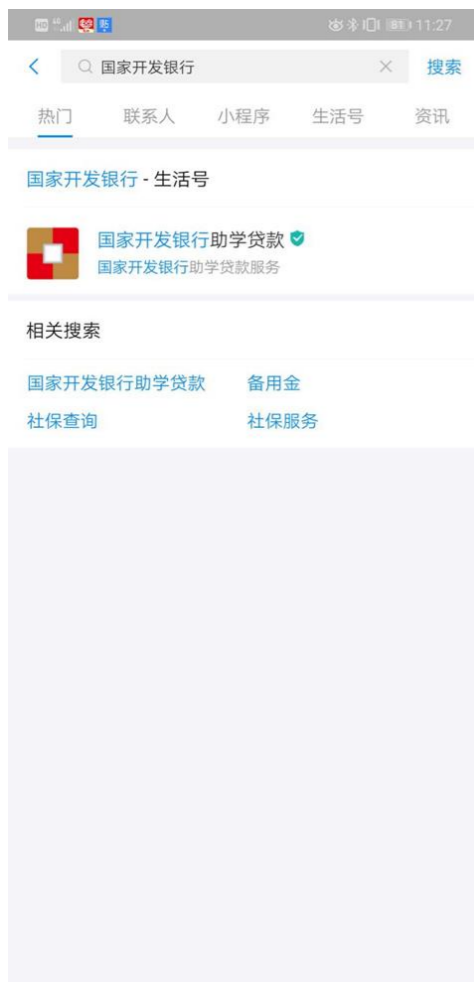 HD 81 11:27
国家开发银行 搜索
热门 联系人 小程序 生活号 资讯
国家开发银行 - 生活号
国家开发银行助学贷款
国家开发银行助学贷款服务
相关搜索
国家开发银行助学贷款 备用金
社保查询 社保服务